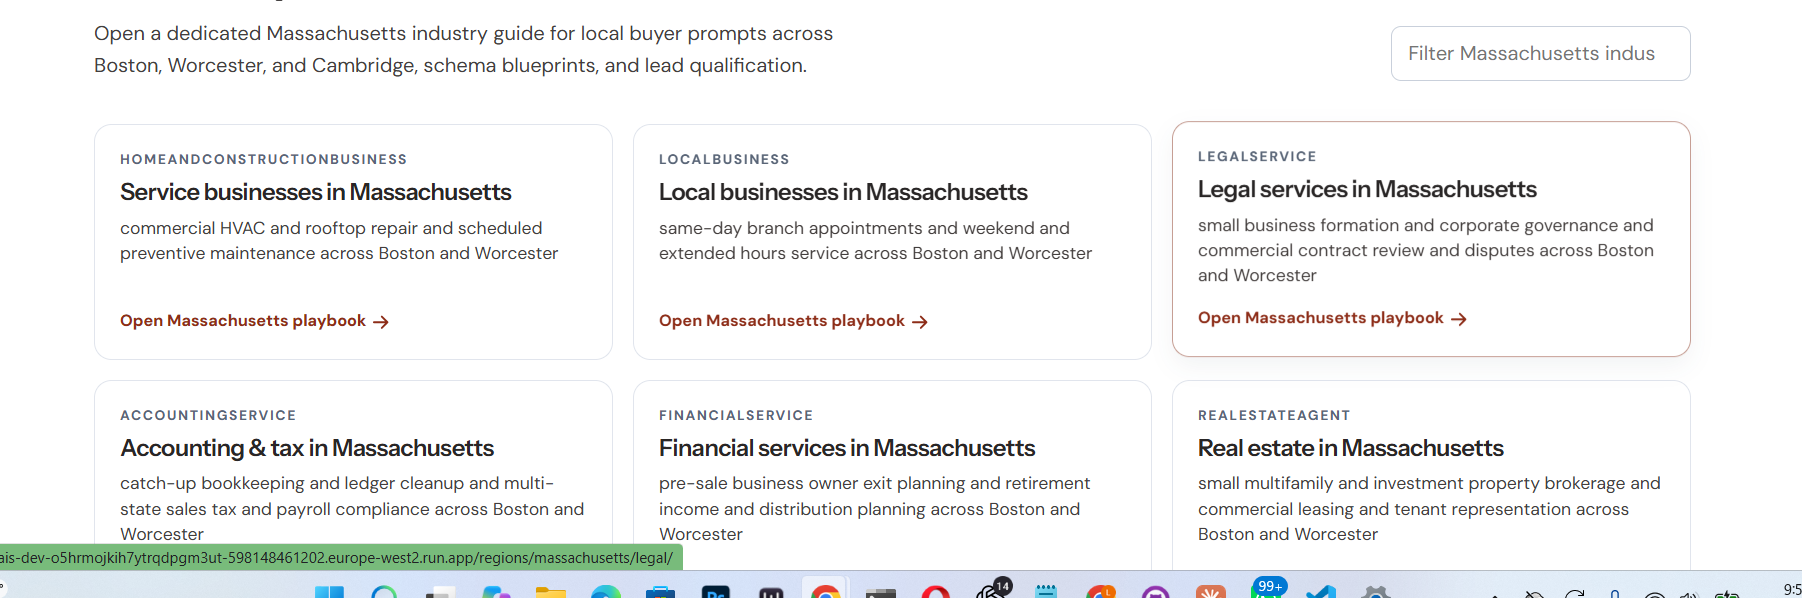 Open a dedicated Massachusetts industry guide for local buyer prompts across
Boston, Worcester, and Cambridge, schema blueprints, and lead qualification.
Filter Massachusetts indus
HOMEANDCONSTRUCTIONBUSINESS
Service businesses in Massachusetts
commercial HVAC and rooftop repair and scheduled
preventive maintenance across Boston and Worcester
Open Massachusetts playbook →
LOCALBUSINESS
Local businesses in Massachusetts
same-day branch appointments and weekend and
extended hours service across Boston and Worcester
Open Massachusetts playbook →
LEGALSERVICE
Legal services in Massachusetts
small business formation and corporate governance and
commercial contract review and disputes across Boston
and Worcester
Open Massachusetts playbook →
ACCOUNTINGSERVICE
Accounting & tax in Massachusetts
catch-up bookkeeping and ledger cleanup and multi-
state sales tax and payroll compliance across Boston and
Worcester
FINANCIALSERVICE
Financial services in Massachusetts
pre-sale business owner exit planning and retirement
income and distribution planning across Boston and
Worcester
REALESTATEAGENT
Real estate in Massachusetts
small multifamily and investment property brokerage and
commercial leasing and tenant representation across
Boston and Worcester
ais-dev-o5hrmojkih7ytrqdpgm3ut-598148461202.europe-west2.run.app/regions/massachusetts/legal/
14
99+
9:5